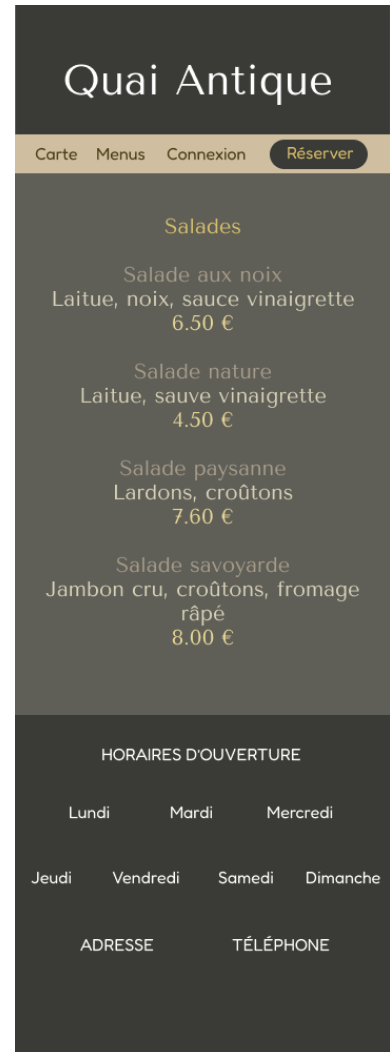 Quai Antique
Carte Menus Connexion Réserver
Salades
Salade aux noix
Laitue, noix, sauce vinaigrette
6.50 €
Salade nature
Laitue, sauve vinaigrette
4.50 €
Salade paysanne
Lardons, croûtons
7.60 €
Salade savoyarde
Jambon cru, croûtons, fromage
râpé
8.00 €
HORAIRES D'OUVERTURE
Lundi Mardi Mercredi
Jeudi Vendredi Samedi Dimanche
ADRESSE TÉLÉPHONE